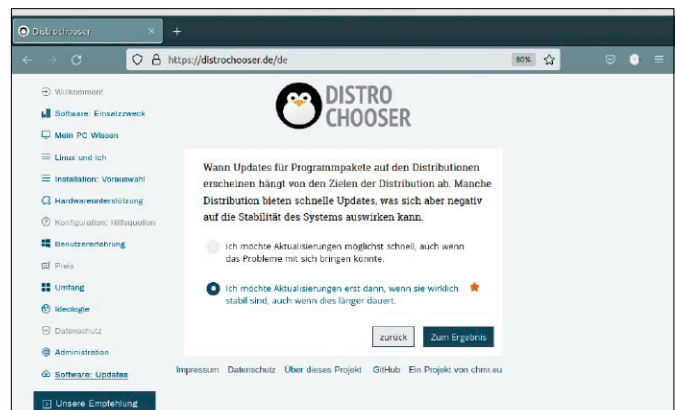 Distrochooser
https://distrochooser.de/de
80%
DISTRO
CHOOSER
Willkommen!
Software: Einsatzzweck
Mein PC Wissen
Linux und ich
Installation: Vorauswahl
Hardwareunterstützung
Konfiguration: Hilfequellen
Benutzererfahrung
Preis
Umfang
Ideologie
Datenschutz
Administration
Software: Updates
Unsere Empfehlung
Wann Updates für Programmpakete auf den Distributionen
erscheinen hängt von den Zielen der Distribution ab. Manche
Distribution bieten schnelle Updates, was sich aber negativ
auf die Stabilität des Systems auswirken kann.
Ich möchte Aktualisierungen möglichst schnell, auch wenn
das Probleme mit sich bringen könnte.
Ich möchte Aktualisierungen erst dann, wenn sie wirklich
stabil sind, auch wenn dies länger dauert.
zurück Zum Ergebnis
Impressum Datenschutz Über dieses Projekt GitHub Ein Projekt von chmr.eu